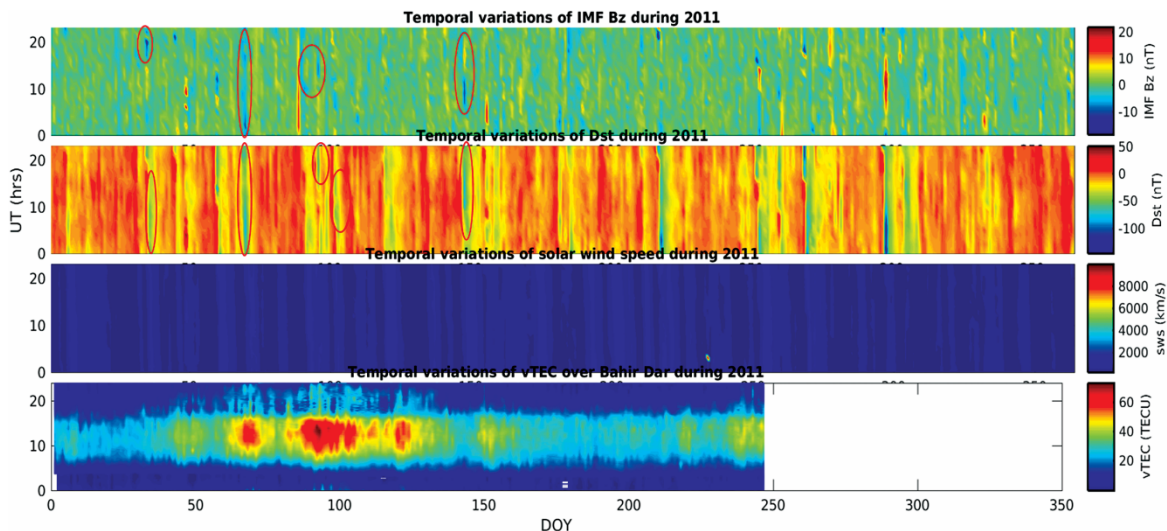 Temporal variations of IMF Bz during 2011
20
10
0
20
10
0
-10
IMF Bz (nT)
Temporal variations of Dst during 2011
20
10
0
UT (hrs)
50
0
-50
-100
Dst (nT)
Temporal variations of solar wind speed during 2011
20
10
0
8000
6000
4000
2000
sws (km/s)
Temporal variations of vTEC over Bahir Dar during 2011
20
10
0
60
40
20
vTEC (TECU)
0 50 100 150 200 250 300 350
DOY